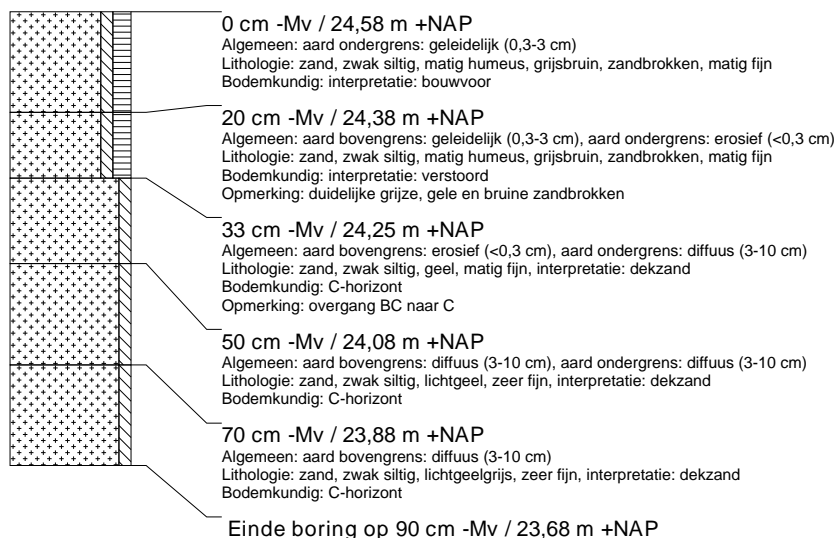 0 cm -Mv / 24,58 m +NAP
Algemeen: aard ondergrens: geleidelijk (0,3-3 cm)
Lithologie: zand, zwak siltig, matig humeus, grijsbruin, zandbrokken, matig fijn
Bodemkundig: interpretatie: bouwvoor
20 cm -Mv / 24,38 m +NAP
Algemeen: aard bovengrens: geleidelijk (0,3-3 cm), aard ondergrens: erosief (<0,3 cm)
Lithologie: zand, zwak siltig, matig humeus, grijsbruin, zandbrokken, matig fijn
Bodemkundig: interpretatie: verstoord
Opmerking: duidelijke grijze, gele en bruine zandbrokken
33 cm -Mv / 24,25 m +NAP
Algemeen: aard bovengrens: erosief (<0,3 cm), aard ondergrens: diffuus (3-10 cm)
Lithologie: zand, zwak siltig, geel, matig fijn, interpretatie: dekzand
Bodemkundig: C-horizont
Opmerking: overgang BC naar C
50 cm -Mv / 24,08 m +NAP
Algemeen: aard bovengrens: diffuus (3-10 cm), aard ondergrens: diffuus (3-10 cm)
Lithologie: zand, zwak siltig, lichtgeel, zeer fijn, interpretatie: dekzand
Bodemkundig: C-horizont
70 cm -Mv / 23,88 m +NAP
Algemeen: aard bovengrens: diffuus (3-10 cm)
Lithologie: zand, zwak siltig, lichtgeelgrijs, zeer fijn, interpretatie: dekzand
Bodemkundig: C-horizont
Einde boring op 90 cm -Mv / 23,68 m +NAP